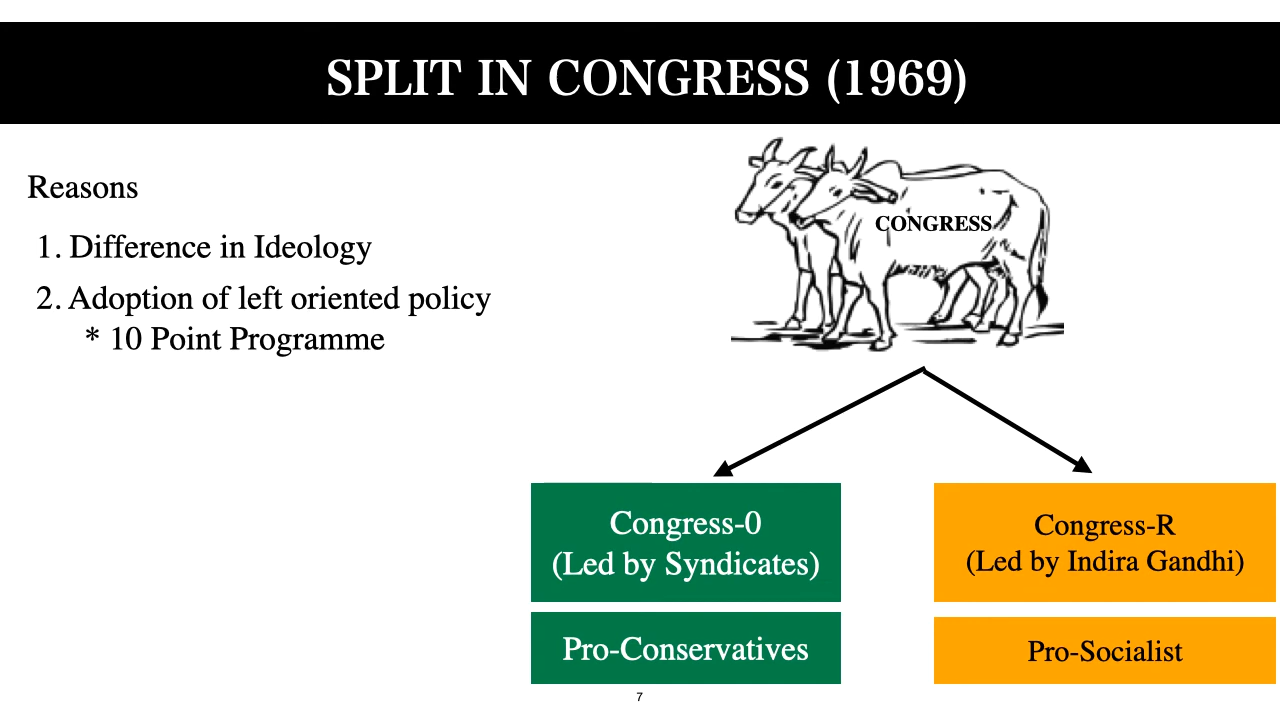 SPLIT IN CONGRESS (1969)
Reasons
1. Difference in Ideology
2. Adoption of left oriented policy
* 10 Point Programme
CONGRESS
Congress-0
(Led by Syndicates)
Pro-Conservatives
Congress-R
(Led by Indira Gandhi)
Pro-Socialist
7